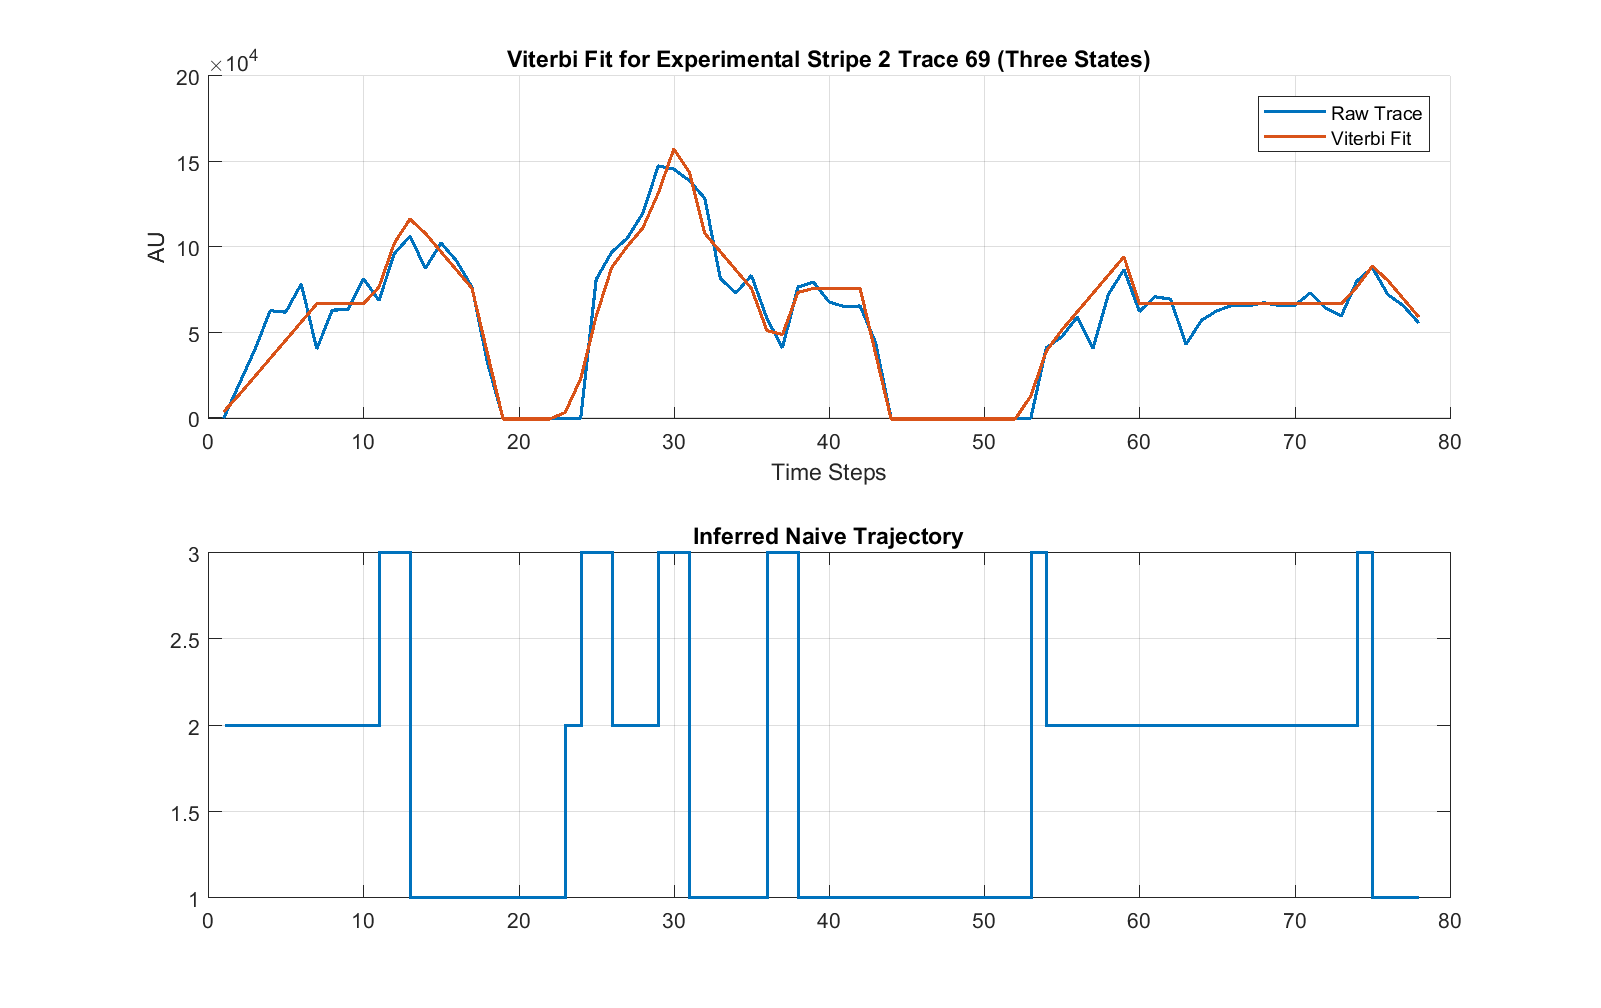 Viterbi Fit for Experimental Stripe 2 Trace 69 (Three States)
×10⁴
20
15
10
5
0
AU
Raw Trace
Viterbi Fit
0 10 20 30 40 50 60 70 80
Time Steps
Inferred Naive Trajectory
3
2.5
2
1.5
1
0 10 20 30 40 50 60 70 80